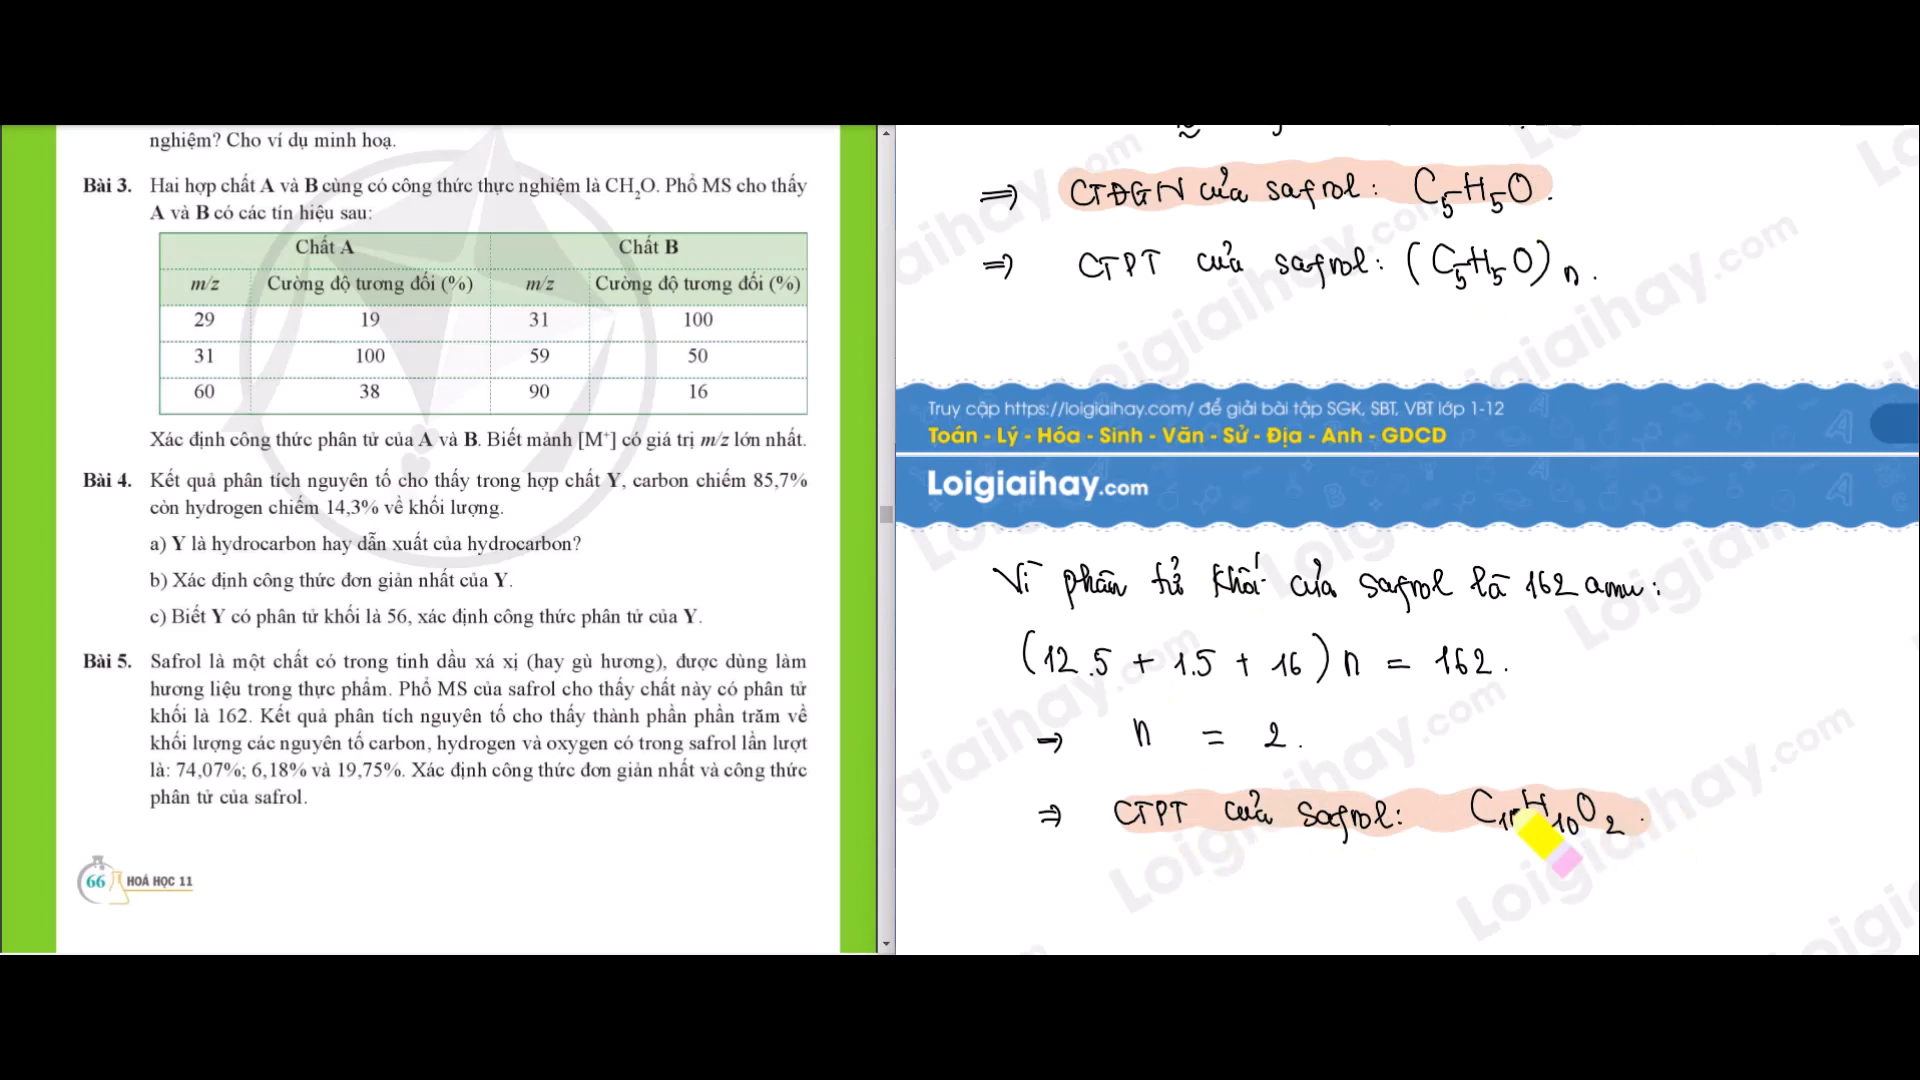 nghiệm? Cho ví dụ minh hoạ.
Bài 3. Hai hợp chất A và B cùng có công thức thực nghiệm là CH₂O. Phổ MS cho thấy
A và B có các tín hiệu sau:
Chất A Chất B
m/z Cường độ tương đối (%) m/z Cường độ tương đối (%)
29 19 31 100
31 100 59 50
60 38 90 16
Xác định công thức phân tử của A và B. Biết mảnh [M⁺] có giá trị m/z lớn nhất.
Bài 4. Kết quả phân tích nguyên tố cho thấy trong hợp chất Y, carbon chiếm 85,7%
còn hydrogen chiếm 14,3% về khối lượng.
a) Y là hydrocarbon hay dẫn xuất của hydrocarbon?
b) Xác định công thức đơn giản nhất của Y.
c) Biết Y có phân tử khối là 56, xác định công thức phân tử của Y.
Bài 5. Safrol là một chất có trong tinh dầu xá xị (hay gù hương), được dùng làm
hương liệu trong thực phẩm. Phổ MS của safrol cho thấy chất này có phân tử
khối là 162. Kết quả phân tích nguyên tố cho thấy thành phần phần trăm về
khối lượng các nguyên tố carbon, hydrogen và oxygen có trong safrol lần lượt
là: 74,07%; 6,18% và 19,75%. Xác định công thức đơn giản nhất và công thức
phân tử của safrol.
66 HOÁ HỌC 11
⇒ CTĐGN của safrol: C₅H₅O.
⇒ CTPT của safrol: (C₅H₅O)n.
Truy cập https://loigiaihay.com/ để giải bài tập SGK, SBT, VBT lớp 1-12
Toán - Lý - Hóa - Sinh - Văn - Sử - Địa - Anh - GDCD
Loigiaihay.com
Vì phân tử khối của safrol là 162 amu:
(12.5 + 1.5 + 16) n = 162.
→ n = 2.
⇒ CTPT của safrol: C₁₀H₁₀O₂.